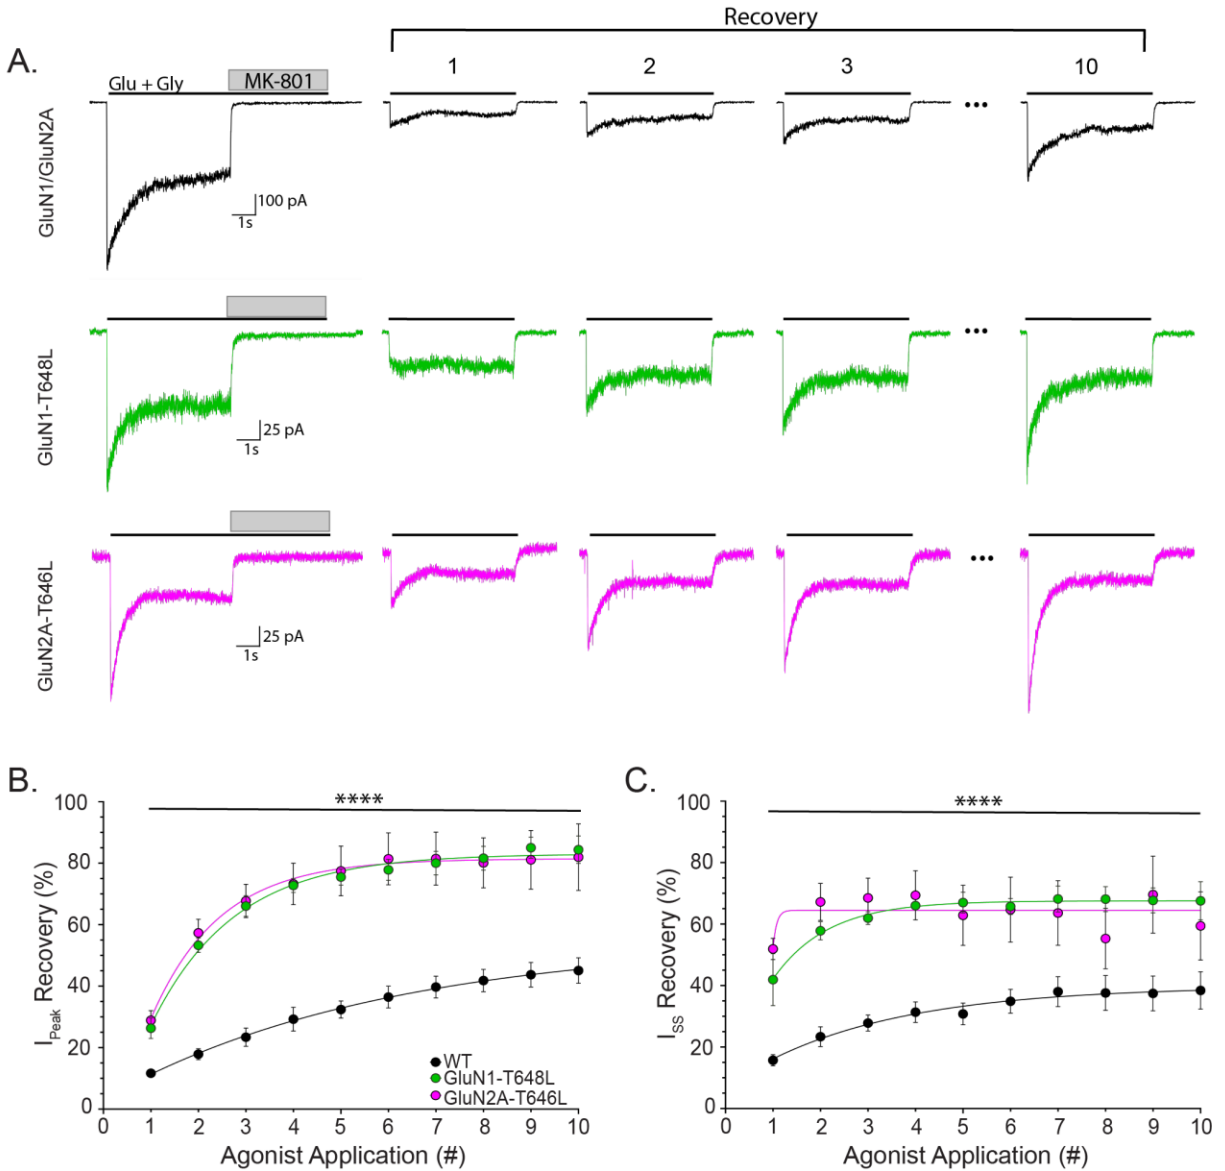 Recovery
A.
1 2 3 10
Glu + Gly MK-801
GluN1/GluN2A
•••
100 pA
1s
GluN1-T648L
•••
25 pA
1s
GluN2A-T646L
•••
25 pA
1s
B.
****
100
80
60
40
20
0
I Peak Recovery (%)
WT
GluN1-T648L
GluN2A-T646L
0 1 2 3 4 5 6 7 8 9 10
Agonist Application (#)
C.
****
100
80
60
40
20
0
I SS Recovery (%)
0 1 2 3 4 5 6 7 8 9 10
Agonist Application (#)